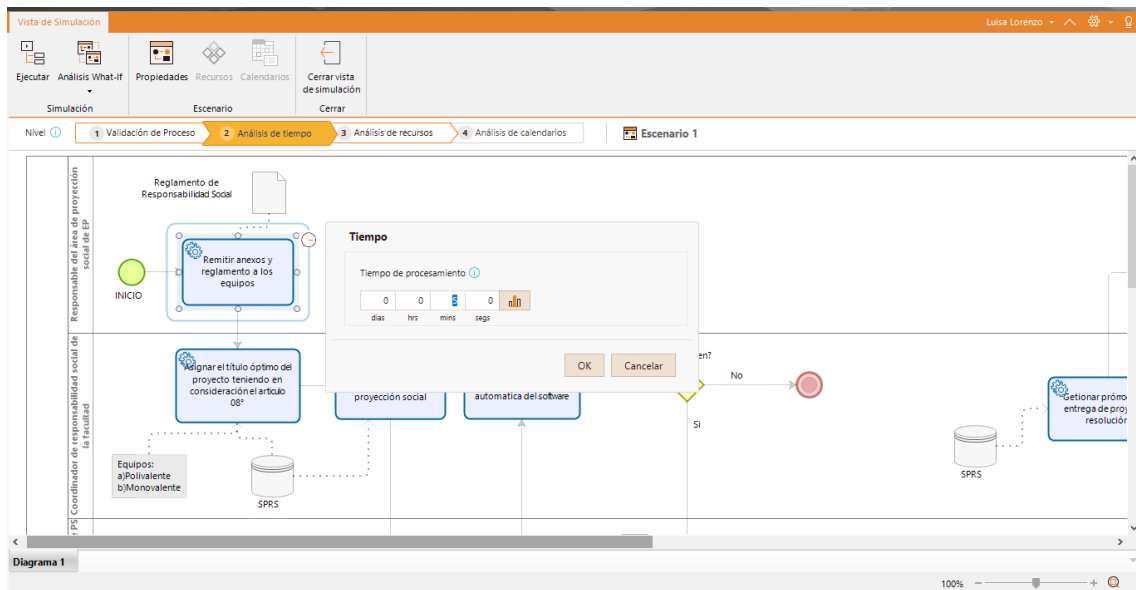 Vista de Simulación
Luisa Lorenzo
Ejecutar
Análisis What-If
Propiedades
Recursos
Calendarios
Cerrar vista
de simulación
Simulación
Escenario
Cerrar
Nivel
1 Validación de Proceso
2 Análisis de tiempo
3 Análisis de recursos
4 Análisis de calendarios
Escenario 1
Responsable del área de proyección
social de EP
Reglamento de
Responsabilidad Social
Remitir anexos y
reglamento a los
equipos
INICIO
Tiempo
Tiempo de procesamiento
0 0 5 0
dias hrs mins segs
OK
Cancelar
Coordinador de responsabilidad social de
la facultad
Asignar el título óptimo del
proyecto teniendo en
consideración el articulo
08°
proyección social
automatica del software
en?
No
Si
Getionar prórro
entrega de proy
resolución
SPRS
Equipos:
a)Polivalente
b)Monovalente
SPRS
e PS
Diagrama 1
100%